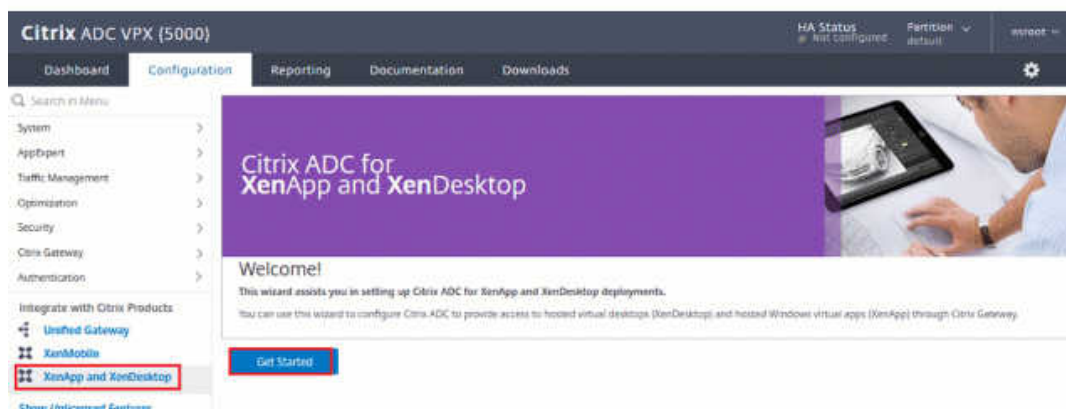 Citrix ADC VPX (5000)
HA Status
Not configured
Partition
default
nsroot
Dashboard
Configuration
Reporting
Documentation
Downloads
Search in Menu
System
AppExpert
Traffic Management
Optimization
Security
Citrix Gateway
Authentication
Integrate with Citrix Products
Unified Gateway
XenMobile
XenApp and XenDesktop
Show Unlicensed Features
Citrix ADC for
XenApp and XenDesktop
Welcome!
This wizard assists you in setting up Citrix ADC for XenApp and XenDesktop deployments.
You can use this wizard to configure Citrix ADC to provide access to hosted virtual desktops (XenDesktop) and hosted Windows virtual apps (XenApp) through Citrix Gateway.
Get Started